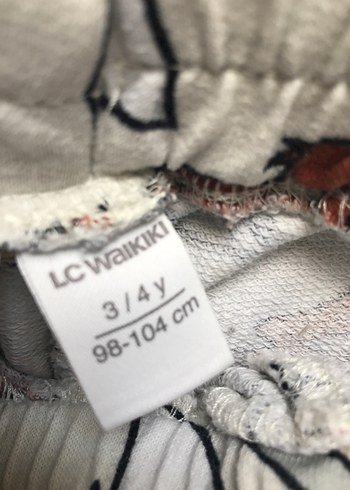 LC WAIKIKI
3 / 4 y
98-104 cm